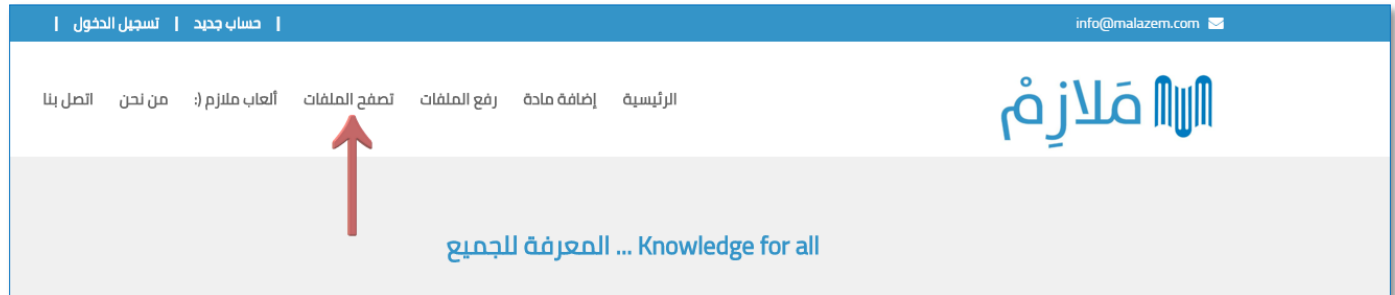 info@malazem.com
| حساب جديد | تسجيل الدخول |
مَلازِمْ
الرئيسية إضافة مادة رفع الملفات تصفح الملفات ألعاب ملازم (: من نحن اتصل بنا
Knowledge for all ... المعرفة للجميع